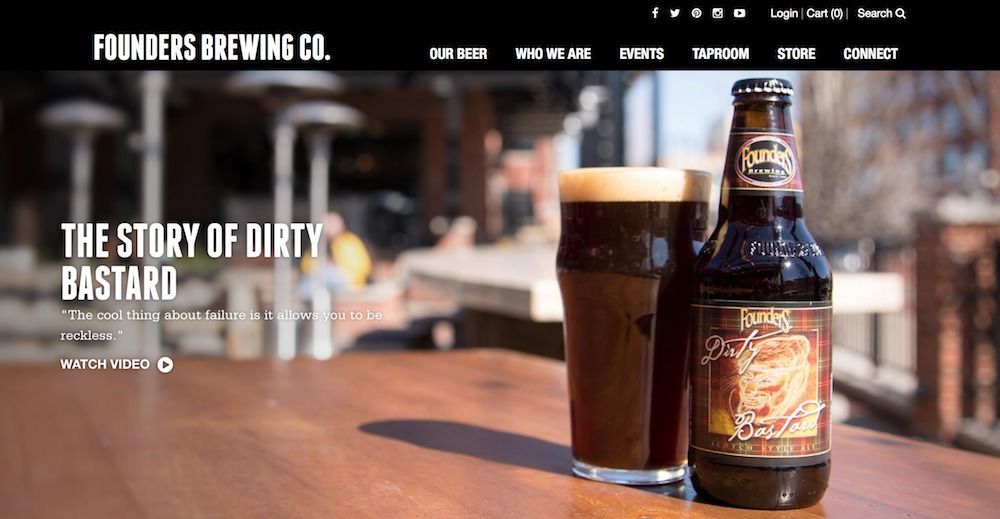 Login | Cart (0) | Search
FOUNDERS BREWING CO.
OUR BEER WHO WE ARE EVENTS TAPROOM STORE CONNECT
THE STORY OF DIRTY
BASTARD
"The cool thing about failure is it allows you to be
reckless."
WATCH VIDEO
Founders
Brewing
FOUNDERS
Founders
Dirty
Bastard
SCOTCH STYLE ALE